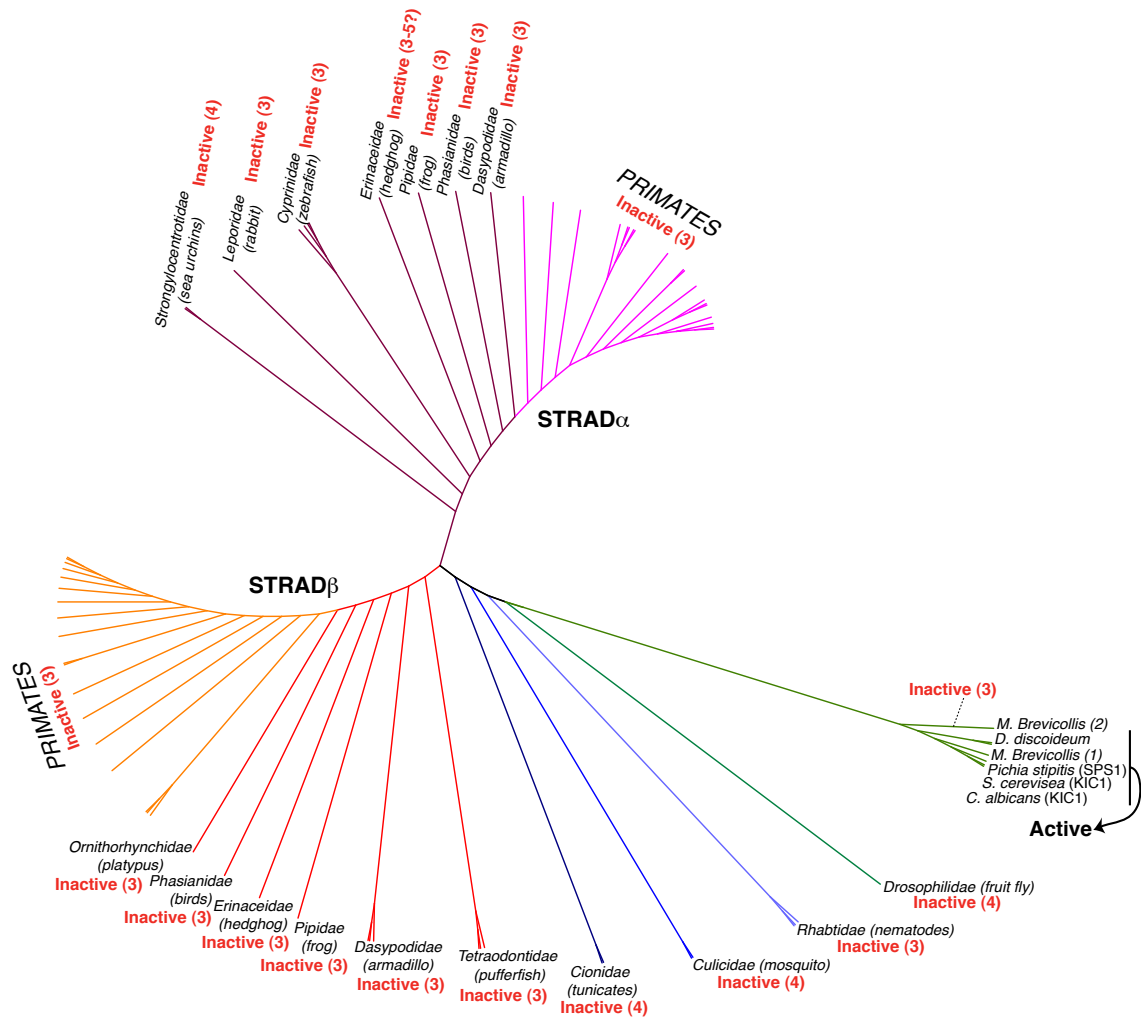 Strongylocentrotidae
(sea urchins)
Inactive (4)
Leporidae
(rabbit)
Inactive (3)
Cyprinidae
(zebrafish)
Inactive (3)
Erinaceidae
(hedghog)
Inactive (3-5?)
Pipidae
(frog)
Inactive (3)
Phasianidae
(birds)
Inactive (3)
Dasypodidae
(armadillo)
Inactive (3)
PRIMATES
Inactive (3)
STRADα
STRADβ
PRIMATES
Inactive (3)
Inactive (3)
M. Brevicollis (2)
D. discoideum
M. Brevicollis (1)
Pichia stipitis (SPS1)
S. cerevisea (KIC1)
C. albicans (KIC1)
Active
Ornithorhynchidae
(platypus)
Inactive (3)
Phasianidae
(birds)
Inactive (3)
Erinaceidae
(hedghog)
Inactive (3)
Pipidae
(frog)
Inactive (3)
Dasypodidae
(armadillo)
Inactive (3)
Tetraodontidae
(pufferfish)
Inactive (3)
Cionidae
(tunicates)
Inactive (4)
Culicidae (mosquito)
Inactive (4)
Rhabtidae (nematodes)
Inactive (3)
Drosophilidae (fruit fly)
Inactive (4)